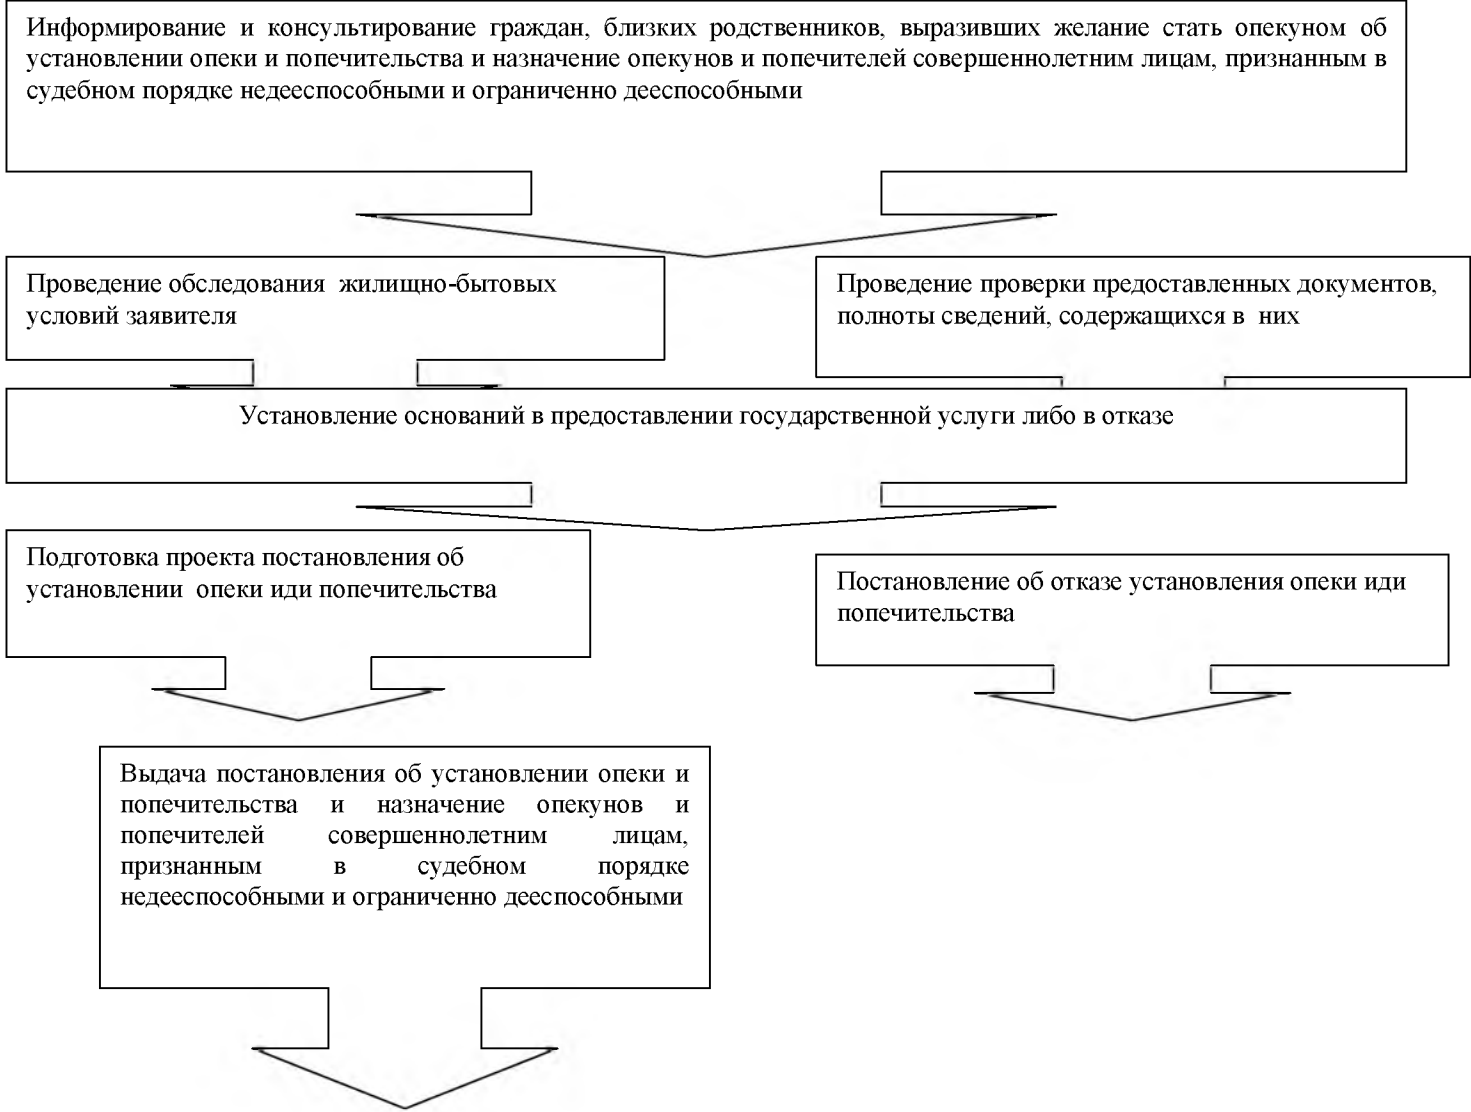 Информирование и консультирование граждан, близких родственников, выразивших желание стать опекуном об
установлении опеки и попечительства и назначение опекунов и попечителей совершеннолетним лицам, признанным в
судебном порядке недееспособными и ограниченно дееспособными
Проведение обследования жилищно-бытовых
условий заявителя
Проведение проверки предоставленных документов,
полноты сведений, содержащихся в них
Установление оснований в предоставлении государственной услуги либо в отказе
Подготовка проекта постановления об
установлении опеки иди попечительства
Постановление об отказе установления опеки иди
попечительства
Выдача постановления об установлении опеки и
попечительства и назначение опекунов и
попечителей совершеннолетним лицам,
признанным в судебном порядке
недееспособными и ограниченно дееспособными